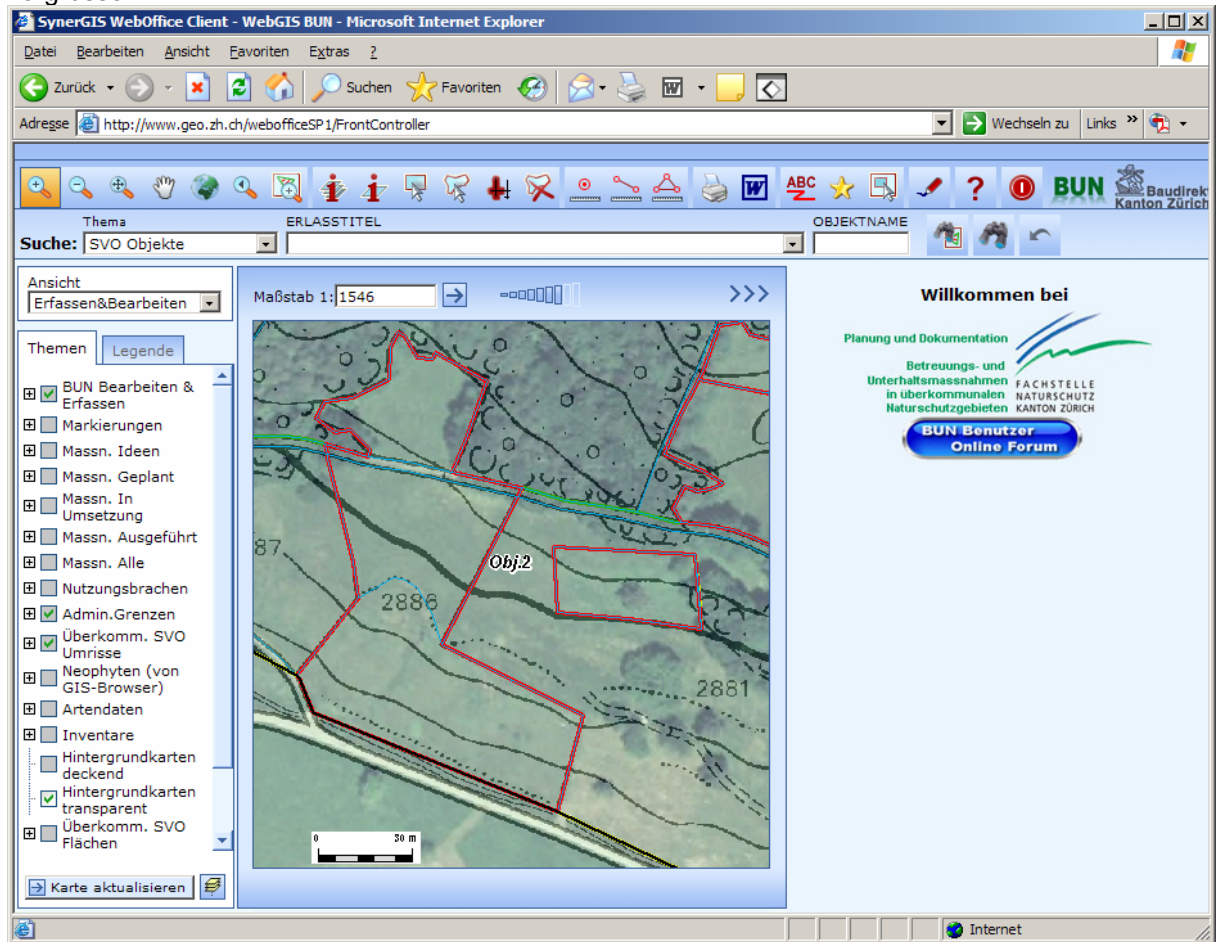 SynerGIS WebOffice Client - WebGIS BUN - Microsoft Internet Explorer
Datei Bearbeiten Ansicht Favoriten Extras ?
Zurück Suchen Favoriten
Adresse http://www.geo.zh.ch/webofficeSP1/FrontController Wechseln zu Links »
W ABC ? BUN Baudirek
Kanton Zürich
Thema ERLASSTITEL OBJEKTNAME
Suche: SVO Objekte
Ansicht
Erfassen&Bearbeiten
Maßstab 1: 1546 >>>
Themen Legende
BUN Bearbeiten &
Erfassen
Markierungen
Massn. Ideen
Massn. Geplant
Massn. In
Umsetzung
Massn. Ausgeführt
Massn. Alle
Nutzungsbrachen
Admin.Grenzen
Überkomm. SVO
Umrisse
Neophyten (von
GIS-Browser)
Artendaten
Inventare
Hintergrundkarten
deckend
Hintergrundkarten
transparent
Überkomm. SVO
Flächen
Karte aktualisieren
87
Obj.2
2886
2881
0 30 m
Willkommen bei
Planung und Dokumentation
Betreuungs- und
Unterhaltsmassnahmen
in überkommunalen
Naturschutzgebieten
FACHSTELLE
NATURSCHUTZ
KANTON ZÜRICH
BUN Benutzer
Online Forum
Internet